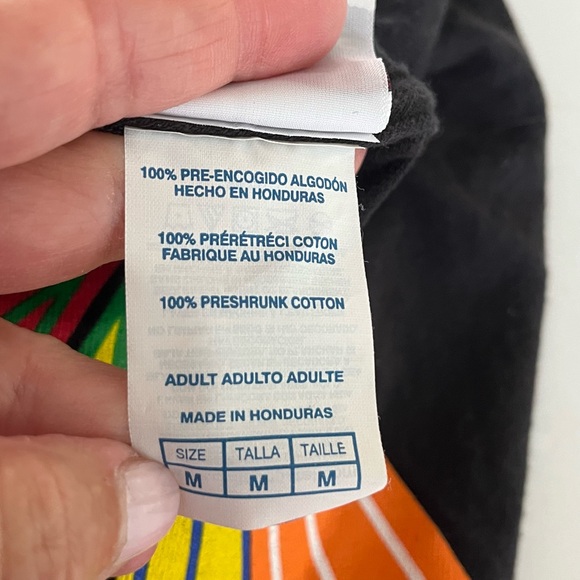 100% PRE-ENCOGIDO ALGODÓN
HECHO EN HONDURAS
100% PRÉRÉTRÉCI COTON
FABRIQUE AU HONDURAS
100% PRESHRUNK COTTON
ADULT ADULTO ADULTE
MADE IN HONDURAS
SIZE TALLA TAILLE
M M M